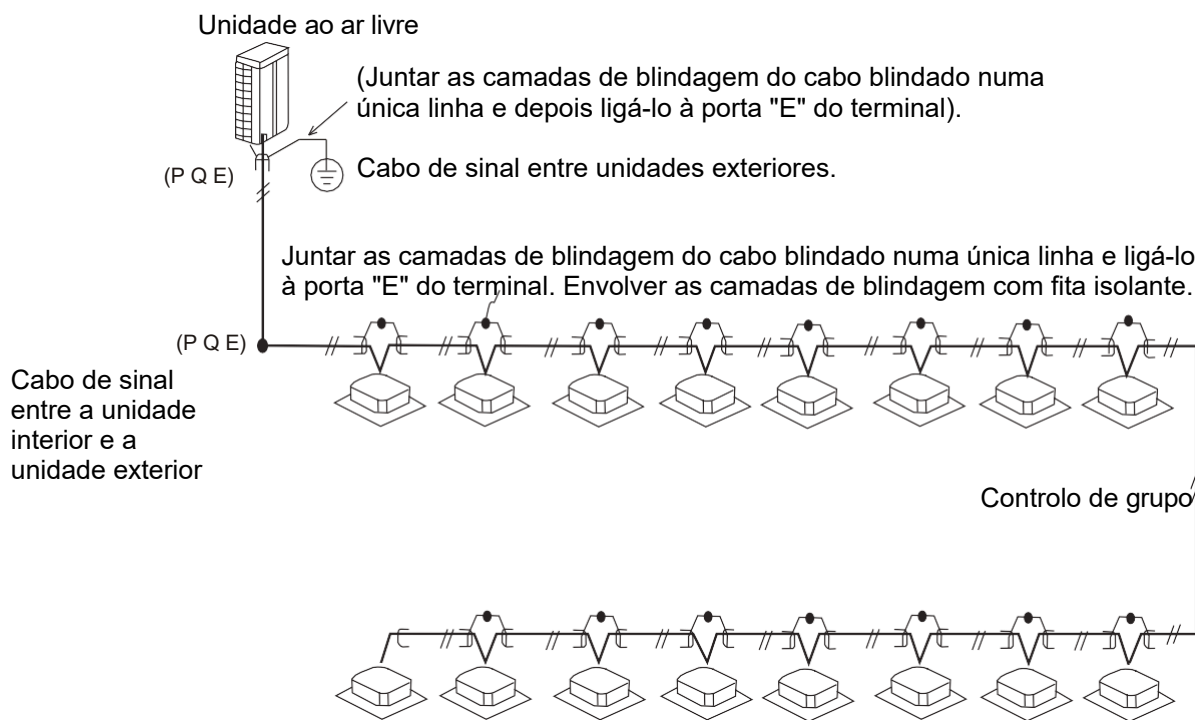 Unidade ao ar livre
(Juntar as camadas de blindagem do cabo blindado numa
única linha e depois ligá-lo à porta "E" do terminal).
(P Q E)
Cabo de sinal entre unidades exteriores.
Juntar as camadas de blindagem do cabo blindado numa única linha e ligá-lo
à porta "E" do terminal. Envolver as camadas de blindagem com fita isolante.
(P Q E)
Cabo de sinal
entre a unidade
interior e a
unidade exterior
Controlo de grupo